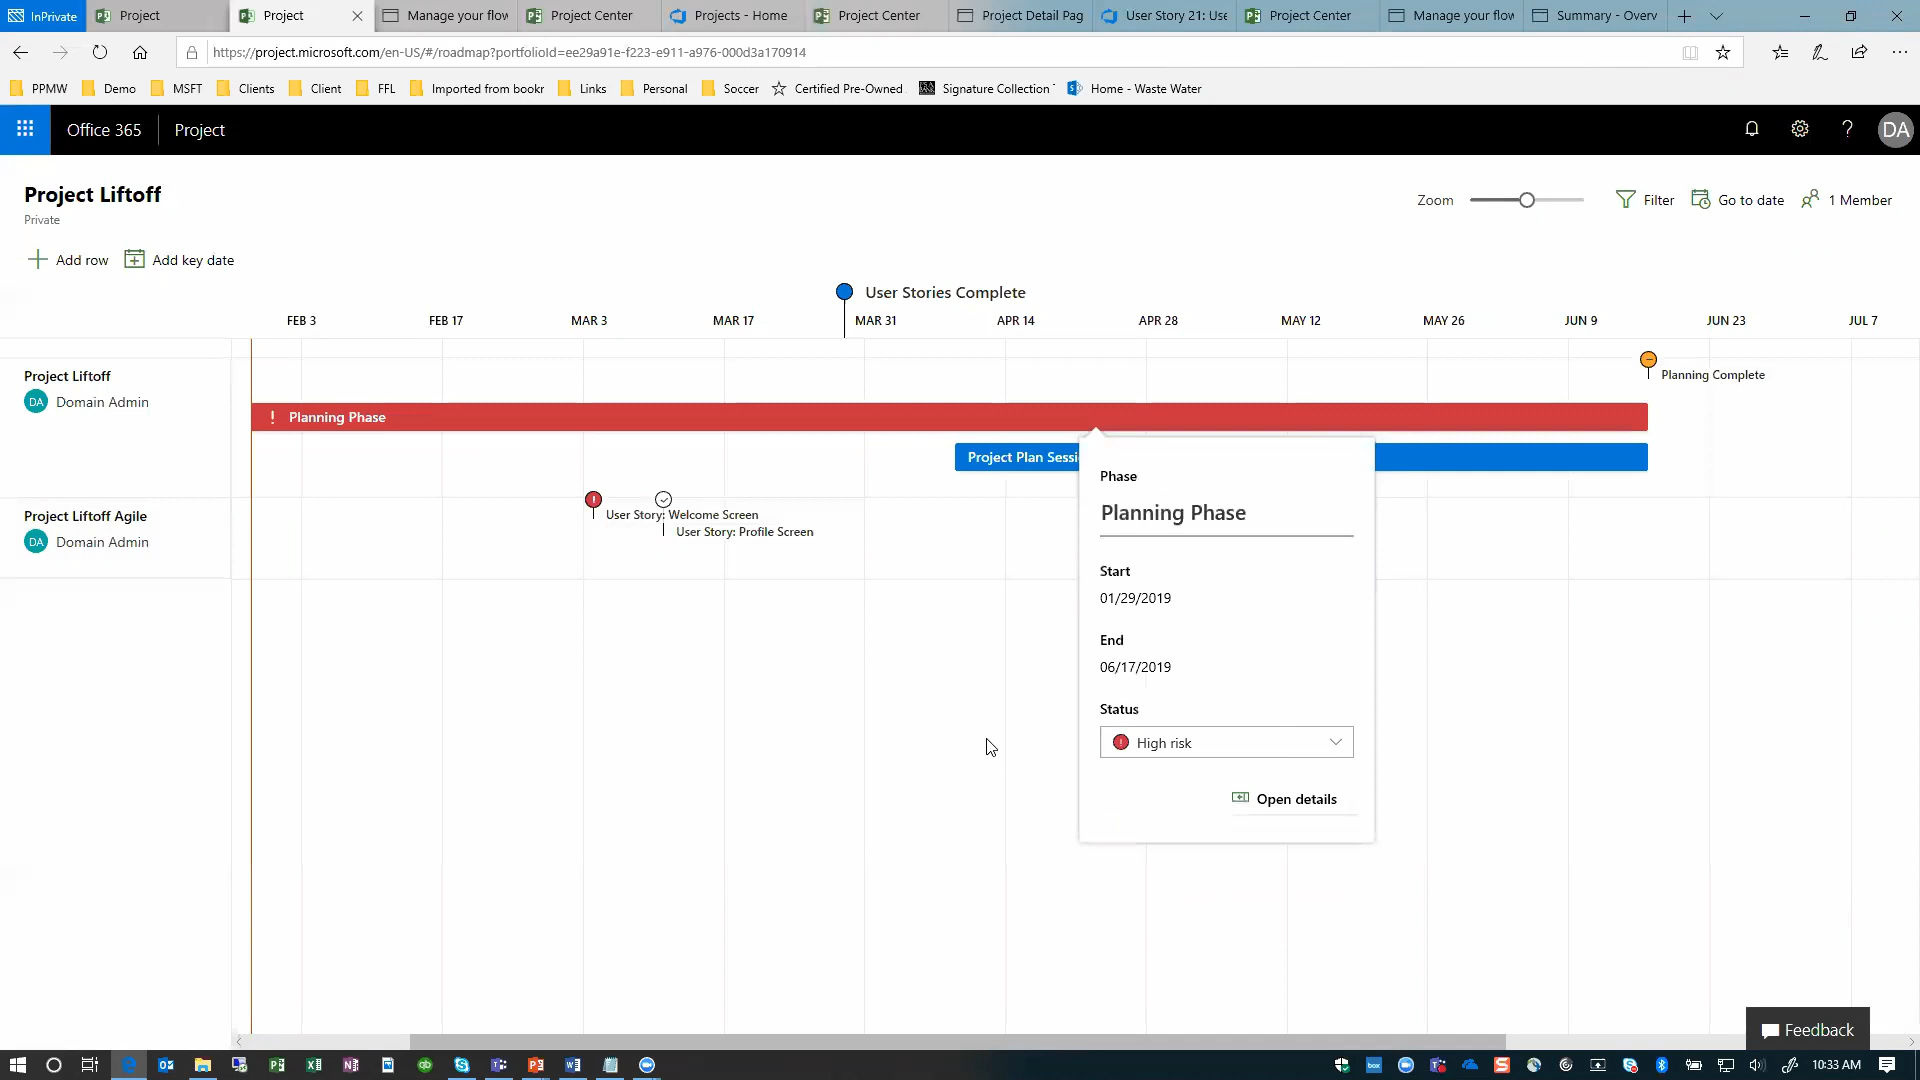 InPrivate
Project
Project
Manage your flow
Project Center
Projects - Home
Project Center
Project Detail Pag
User Story 21: Use
Project Center
Manage your flow
Summary - Overv
https://project.microsoft.com/en-US/#/roadmap?portfolioId=ee29a91e-f223-e911-a976-000d3a170914
PPMW
Demo
MSFT
Clients
Client
FFL
Imported from bookr
Links
Personal
Soccer
Certified Pre-Owned
Signature Collection
Home - Waste Water
Office 365
Project
DA
Project Liftoff
Private
Zoom
Filter
Go to date
1 Member
Add row
Add key date
User Stories Complete
FEB 3
FEB 17
MAR 3
MAR 17
MAR 31
APR 14
APR 28
MAY 12
MAY 26
JUN 9
JUN 23
JUL 7
Planning Complete
Project Liftoff
DA Domain Admin
! Planning Phase
Project Plan Sessi
Project Liftoff Agile
DA Domain Admin
User Story: Welcome Screen
User Story: Profile Screen
Phase
Planning Phase
Start
01/29/2019
End
06/17/2019
Status
High risk
Open details
Feedback
10:33 AM